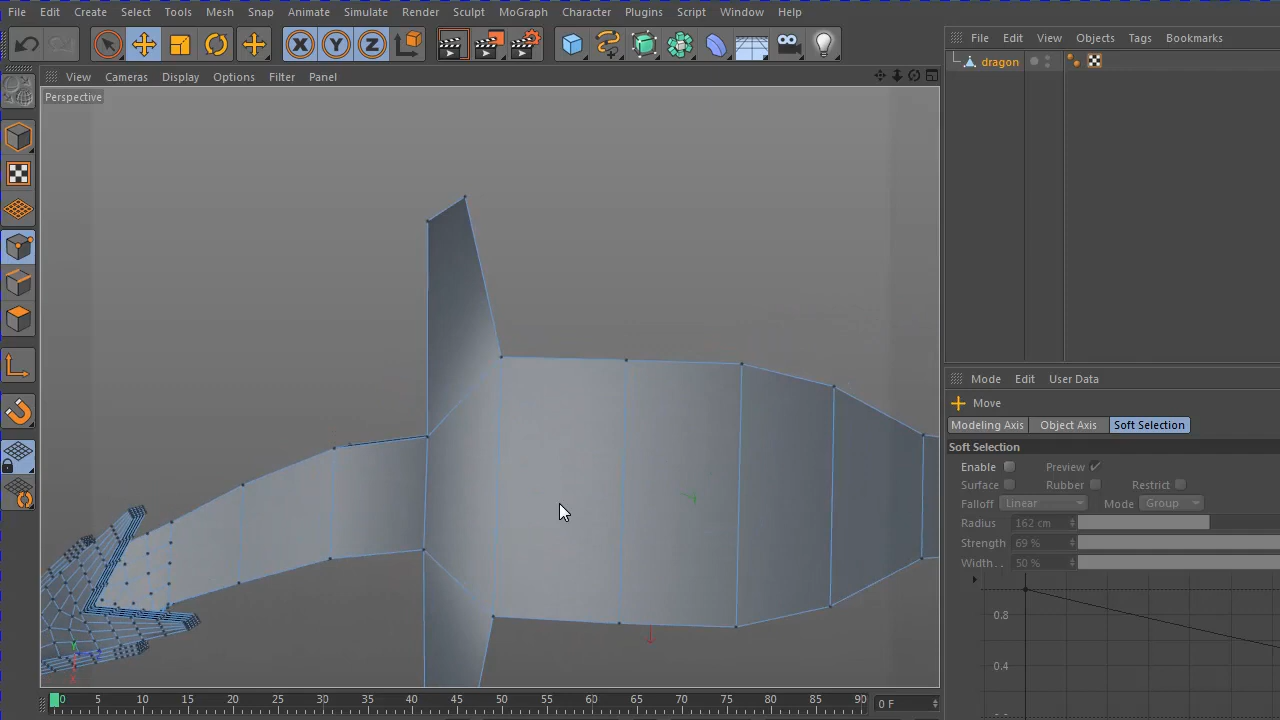 File Edit Create Select Tools Mesh Snap Animate Simulate Render Sculpt MoGraph Character Plugins Script Window Help
File Edit View Objects Tags Bookmarks
dragon
View Cameras Display Options Filter Panel
Perspective
Mode Edit User Data
Move
Modeling Axis Object Axis Soft Selection
Soft Selection
Enable Preview
Surface Rubber Restrict
Falloff Linear Mode Group
Radius 162 cm
Strength 69 %
Width.. 50 %
0.8
0.4
X Y Z
Y
X
0 5 10 15 20 25 30 35 40 45 50 55 60 65 70 75 80 85 90 0 F